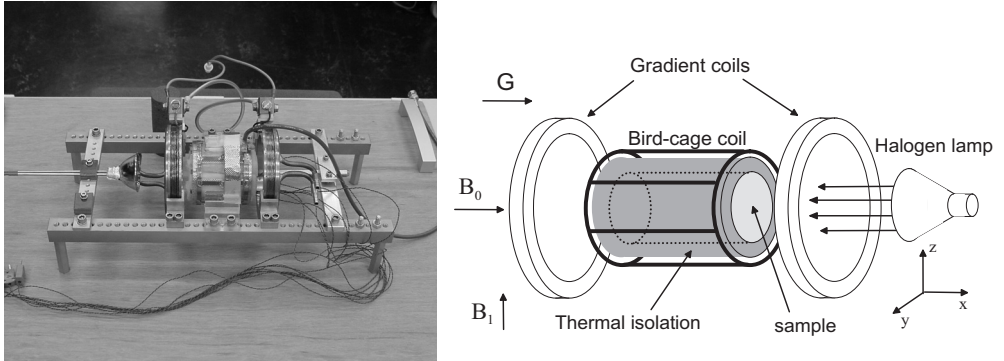 Gradient coils
G
Bird-cage coil
Halogen lamp
B0
z
x
B1
y
Thermal isolation
sample